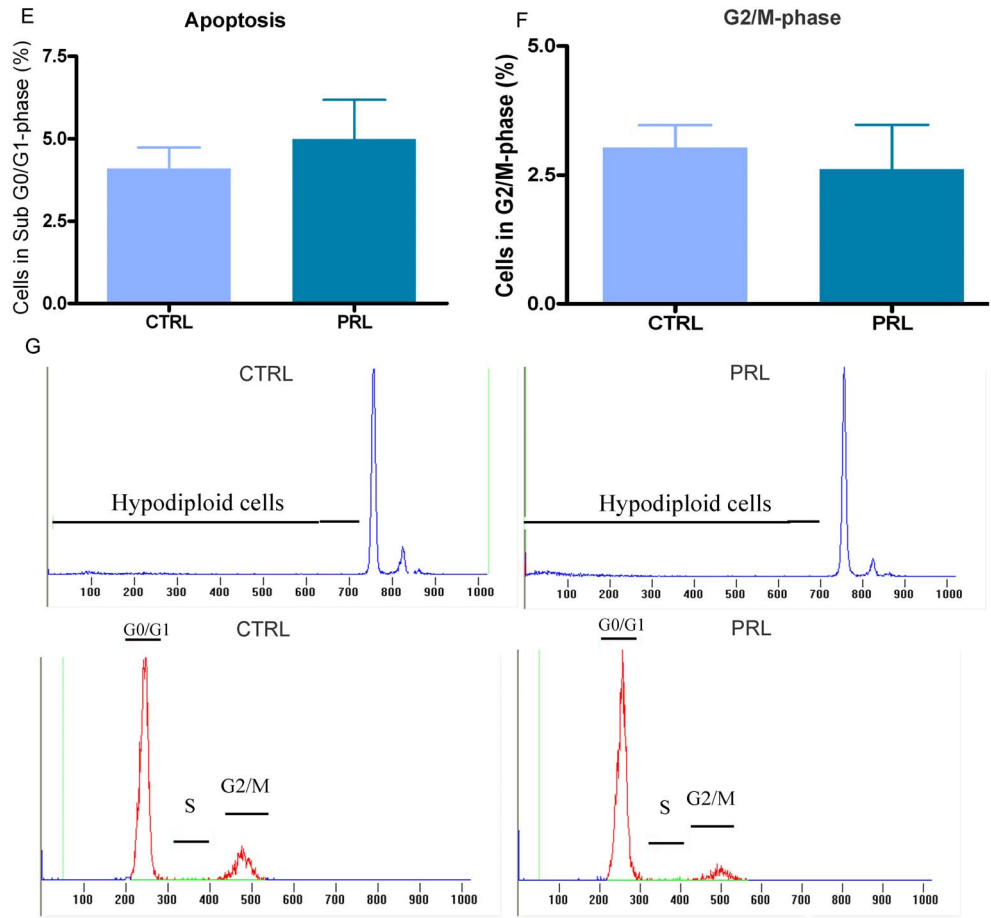 E
Apoptosis
Cells in Sub G0/G1-phase (%)
7.5
5.0
2.5
0.0
CTRL PRL
F
G2/M-phase
Cells in G2/M-phase (%)
5.0
2.5
0.0
CTRL PRL
G
CTRL
Hypodiploid cells
100 200 300 400 500 600 700 800 900 1000
PRL
Hypodiploid cells
100 200 300 400 500 600 700 800 900 1000
CTRL
G0/G1
S
G2/M
100 200 300 400 500 600 700 800 900 1000
PRL
G0/G1
S
G2/M
100 200 300 400 500 600 700 800 900 1000